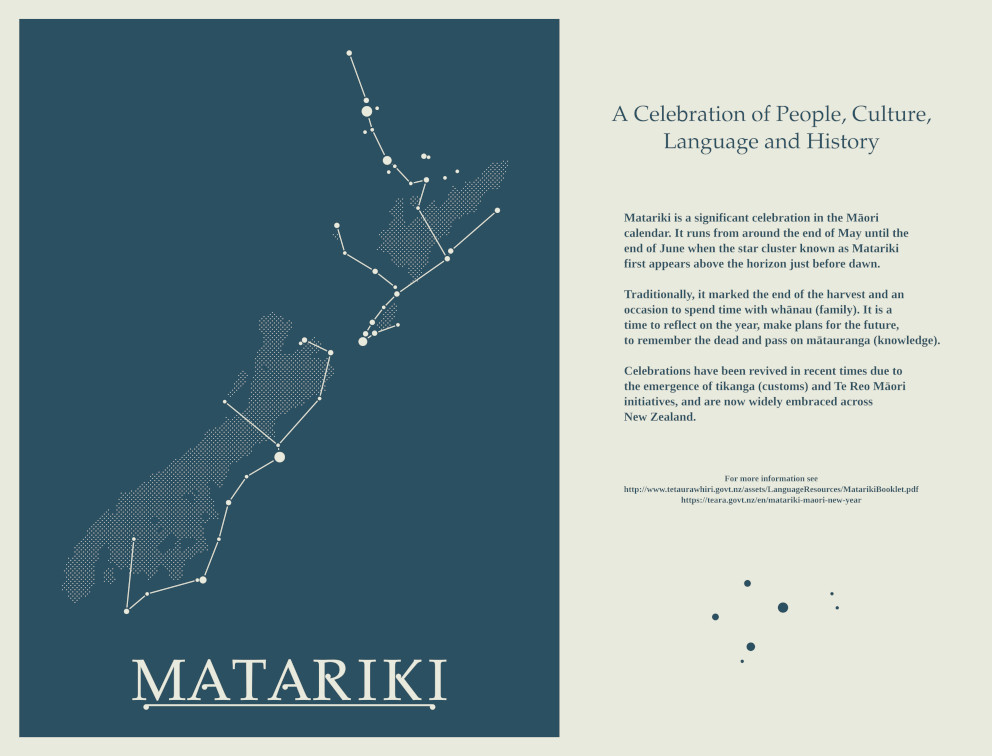 MATARIKI
A Celebration of People, Culture,
Language and History
Matariki is a significant celebration in the Māori
calendar. It runs from around the end of May until the
end of June when the star cluster known as Matariki
first appears above the horizon just before dawn.
Traditionally, it marked the end of the harvest and an
occasion to spend time with whānau (family). It is a
time to reflect on the year, make plans for the future,
to remember the dead and pass on mātauranga (knowledge).
Celebrations have been revived in recent times due to
the emergence of tikanga (customs) and Te Reo Māori
initiatives, and are now widely embraced across
New Zealand.
For more information see
http://www.tetaurawhiri.govt.nz/assets/LanguageResources/MatarikiBooklet.pdf
https://teara.govt.nz/en/matariki-maori-new-year